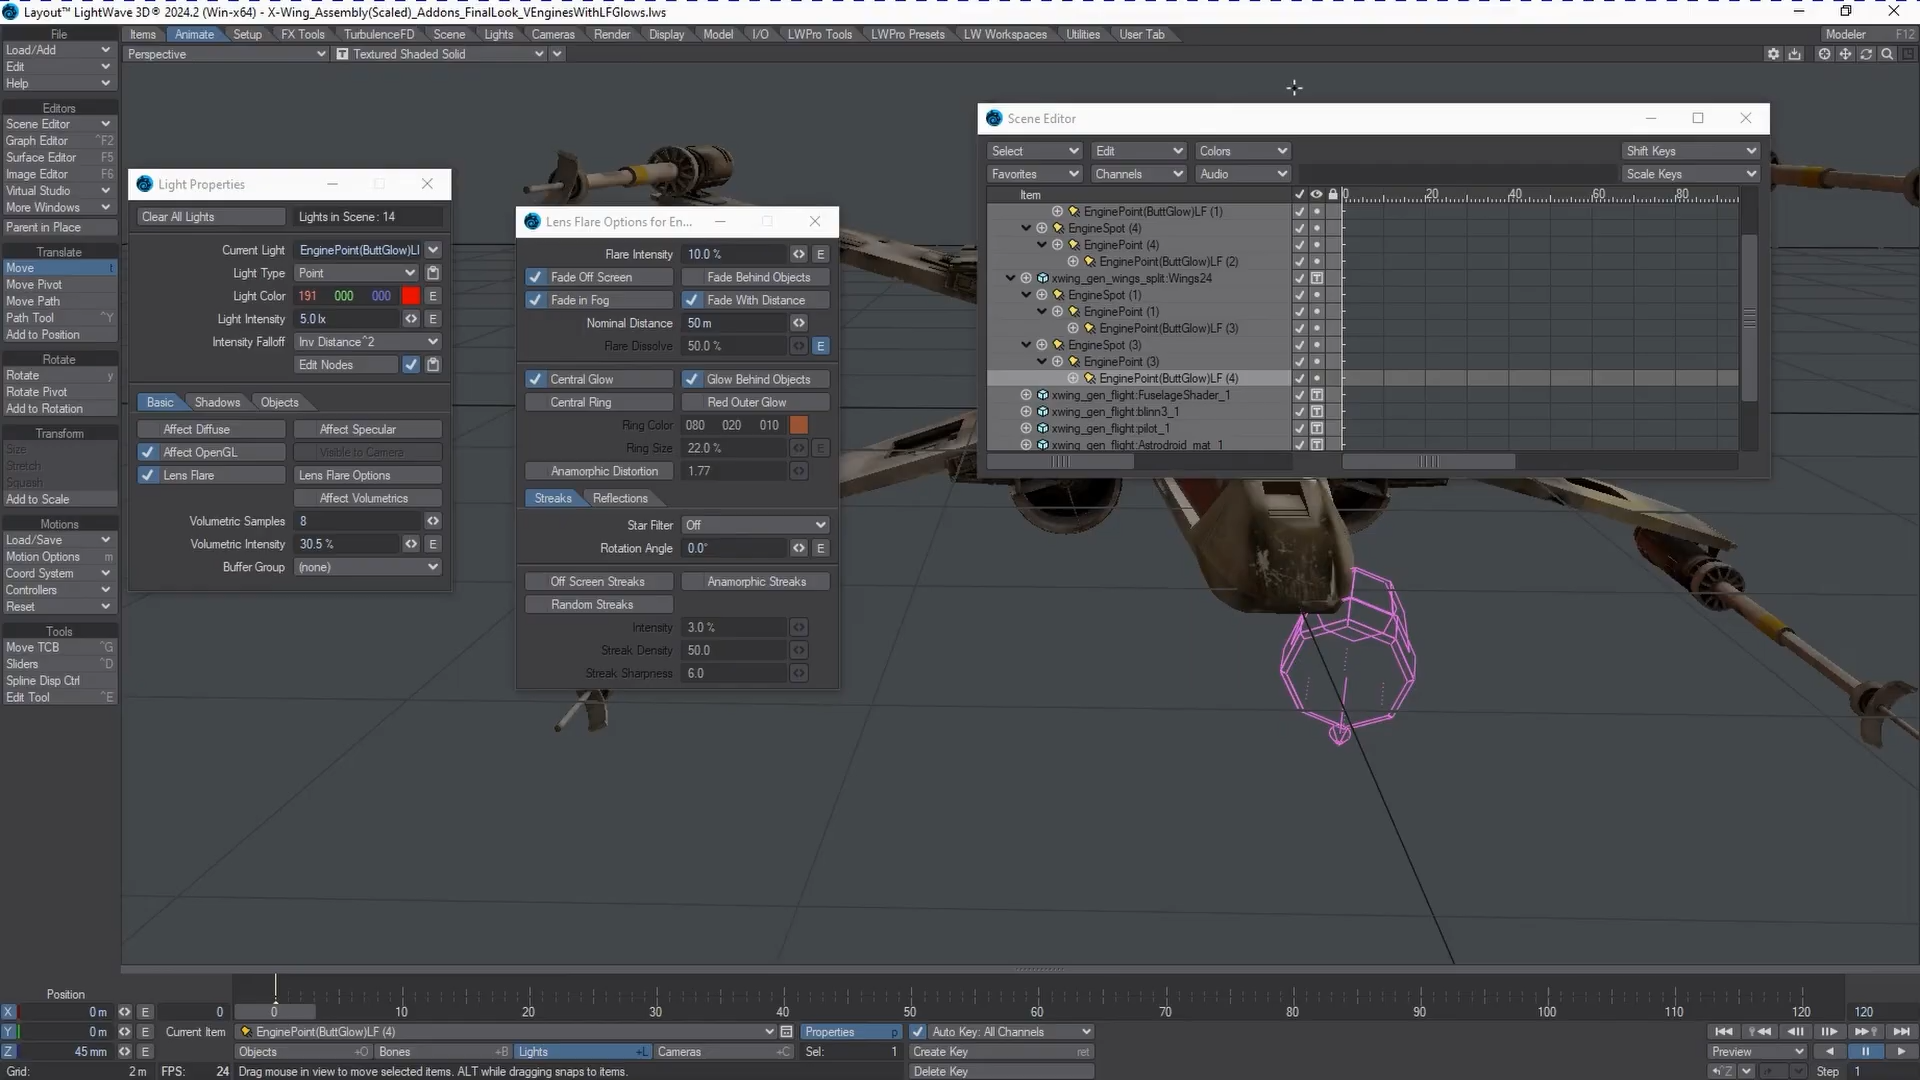 Layout™ LightWave 3D® 2024.2 (Win-x64) - X-Wing_Assembly(Scaled)_Addons_FinalLook_VEnginesWithLFGlows.lws
File
Items Animate Setup FX Tools TurbulenceFD Scene Lights Cameras Render Display Model I/O LWPro Tools LWPro Presets LW Workspaces Utilities User Tab Modeler F12
Load/Add
Edit
Help
Perspective
Textured Shaded Solid
Editors
Scene Editor
Graph Editor ^F2
Surface Editor F5
Image Editor F6
Virtual Studio
More Windows
Parent in Place
Translate
Move t
Move Pivot
Move Path
Path Tool ^Y
Add to Position
Rotate
Rotate y
Rotate Pivot
Add to Rotation
Transform
Size
Stretch
Squash
Add to Scale
Motions
Load/Save
Motion Options m
Coord System
Controllers
Reset
Tools
Move TCB ^G
Sliders ^D
Spline Disp Ctrl
Edit Tool ^E
Light Properties
Clear All Lights Lights in Scene : 14
Current Light EnginePoint(ButtGlow)LI
Light Type Point
Light Color 191 000 000 E
Light Intensity 5.0 lx E
Intensity Falloff Inv Distance^2
Edit Nodes
Basic Shadows Objects
Affect Diffuse Affect Specular
Affect OpenGL Visible to Camera
Lens Flare Lens Flare Options
Affect Volumetrics
Volumetric Samples 8
Volumetric Intensity 30.5 % E
Buffer Group (none)
Lens Flare Options for En...
Flare Intensity 10.0 % E
Fade Off Screen Fade Behind Objects
Fade in Fog Fade With Distance
Nominal Distance 50 m
Flare Dissolve 50.0 % E
Central Glow Glow Behind Objects
Central Ring Red Outer Glow
Ring Color 080 020 010
Ring Size 22.0 % E
Anamorphic Distortion 1.77
Streaks Reflections
Star Filter Off
Rotation Angle 0.0° E
Off Screen Streaks Anamorphic Streaks
Random Streaks
Intensity 3.0 %
Streak Density 50.0
Streak Sharpness 6.0
Scene Editor
Select Edit Colors Shift Keys
Favorites Channels Audio Scale Keys
Item 0 20 40 60 80
EnginePoint(ButtGlow)LF (1)
EngineSpot (4)
EnginePoint (4)
EnginePoint(ButtGlow)LF (2)
xwing_gen_wings_split:Wings24
EngineSpot (1)
EnginePoint (1)
EnginePoint(ButtGlow)LF (3)
EngineSpot (3)
EnginePoint (3)
EnginePoint(ButtGlow)LF (4)
xwing_gen_flight:FuselageShader_1
xwing_gen_flight:blinn3_1
xwing_gen_flight:pilot_1
xwing_gen_flight:Astrodroid_mat_1
Position
X 0 m E 0 0 10 20 30 40 50 60 70 80 90 100 110 120 120
Y 0 m E Current Item EnginePoint(ButtGlow)LF (4) Properties p Auto Key: All Channels
Z 45 mm E Objects +O Bones +B Lights +L Cameras +C Sel: 1 Create Key ret Preview
Grid: 2 m FPS: 24 Drag mouse in view to move selected items. ALT while dragging snaps to items. Delete Key ^Z Step 1